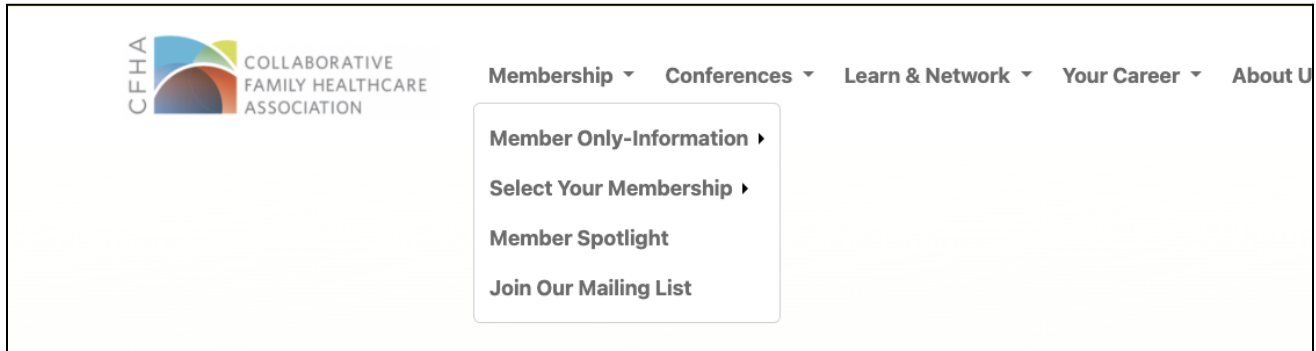 CFHA
COLLABORATIVE
FAMILY HEALTHCARE
ASSOCIATION
Membership Conferences Learn & Network Your Career About U
Member Only-Information
Select Your Membership
Member Spotlight
Join Our Mailing List